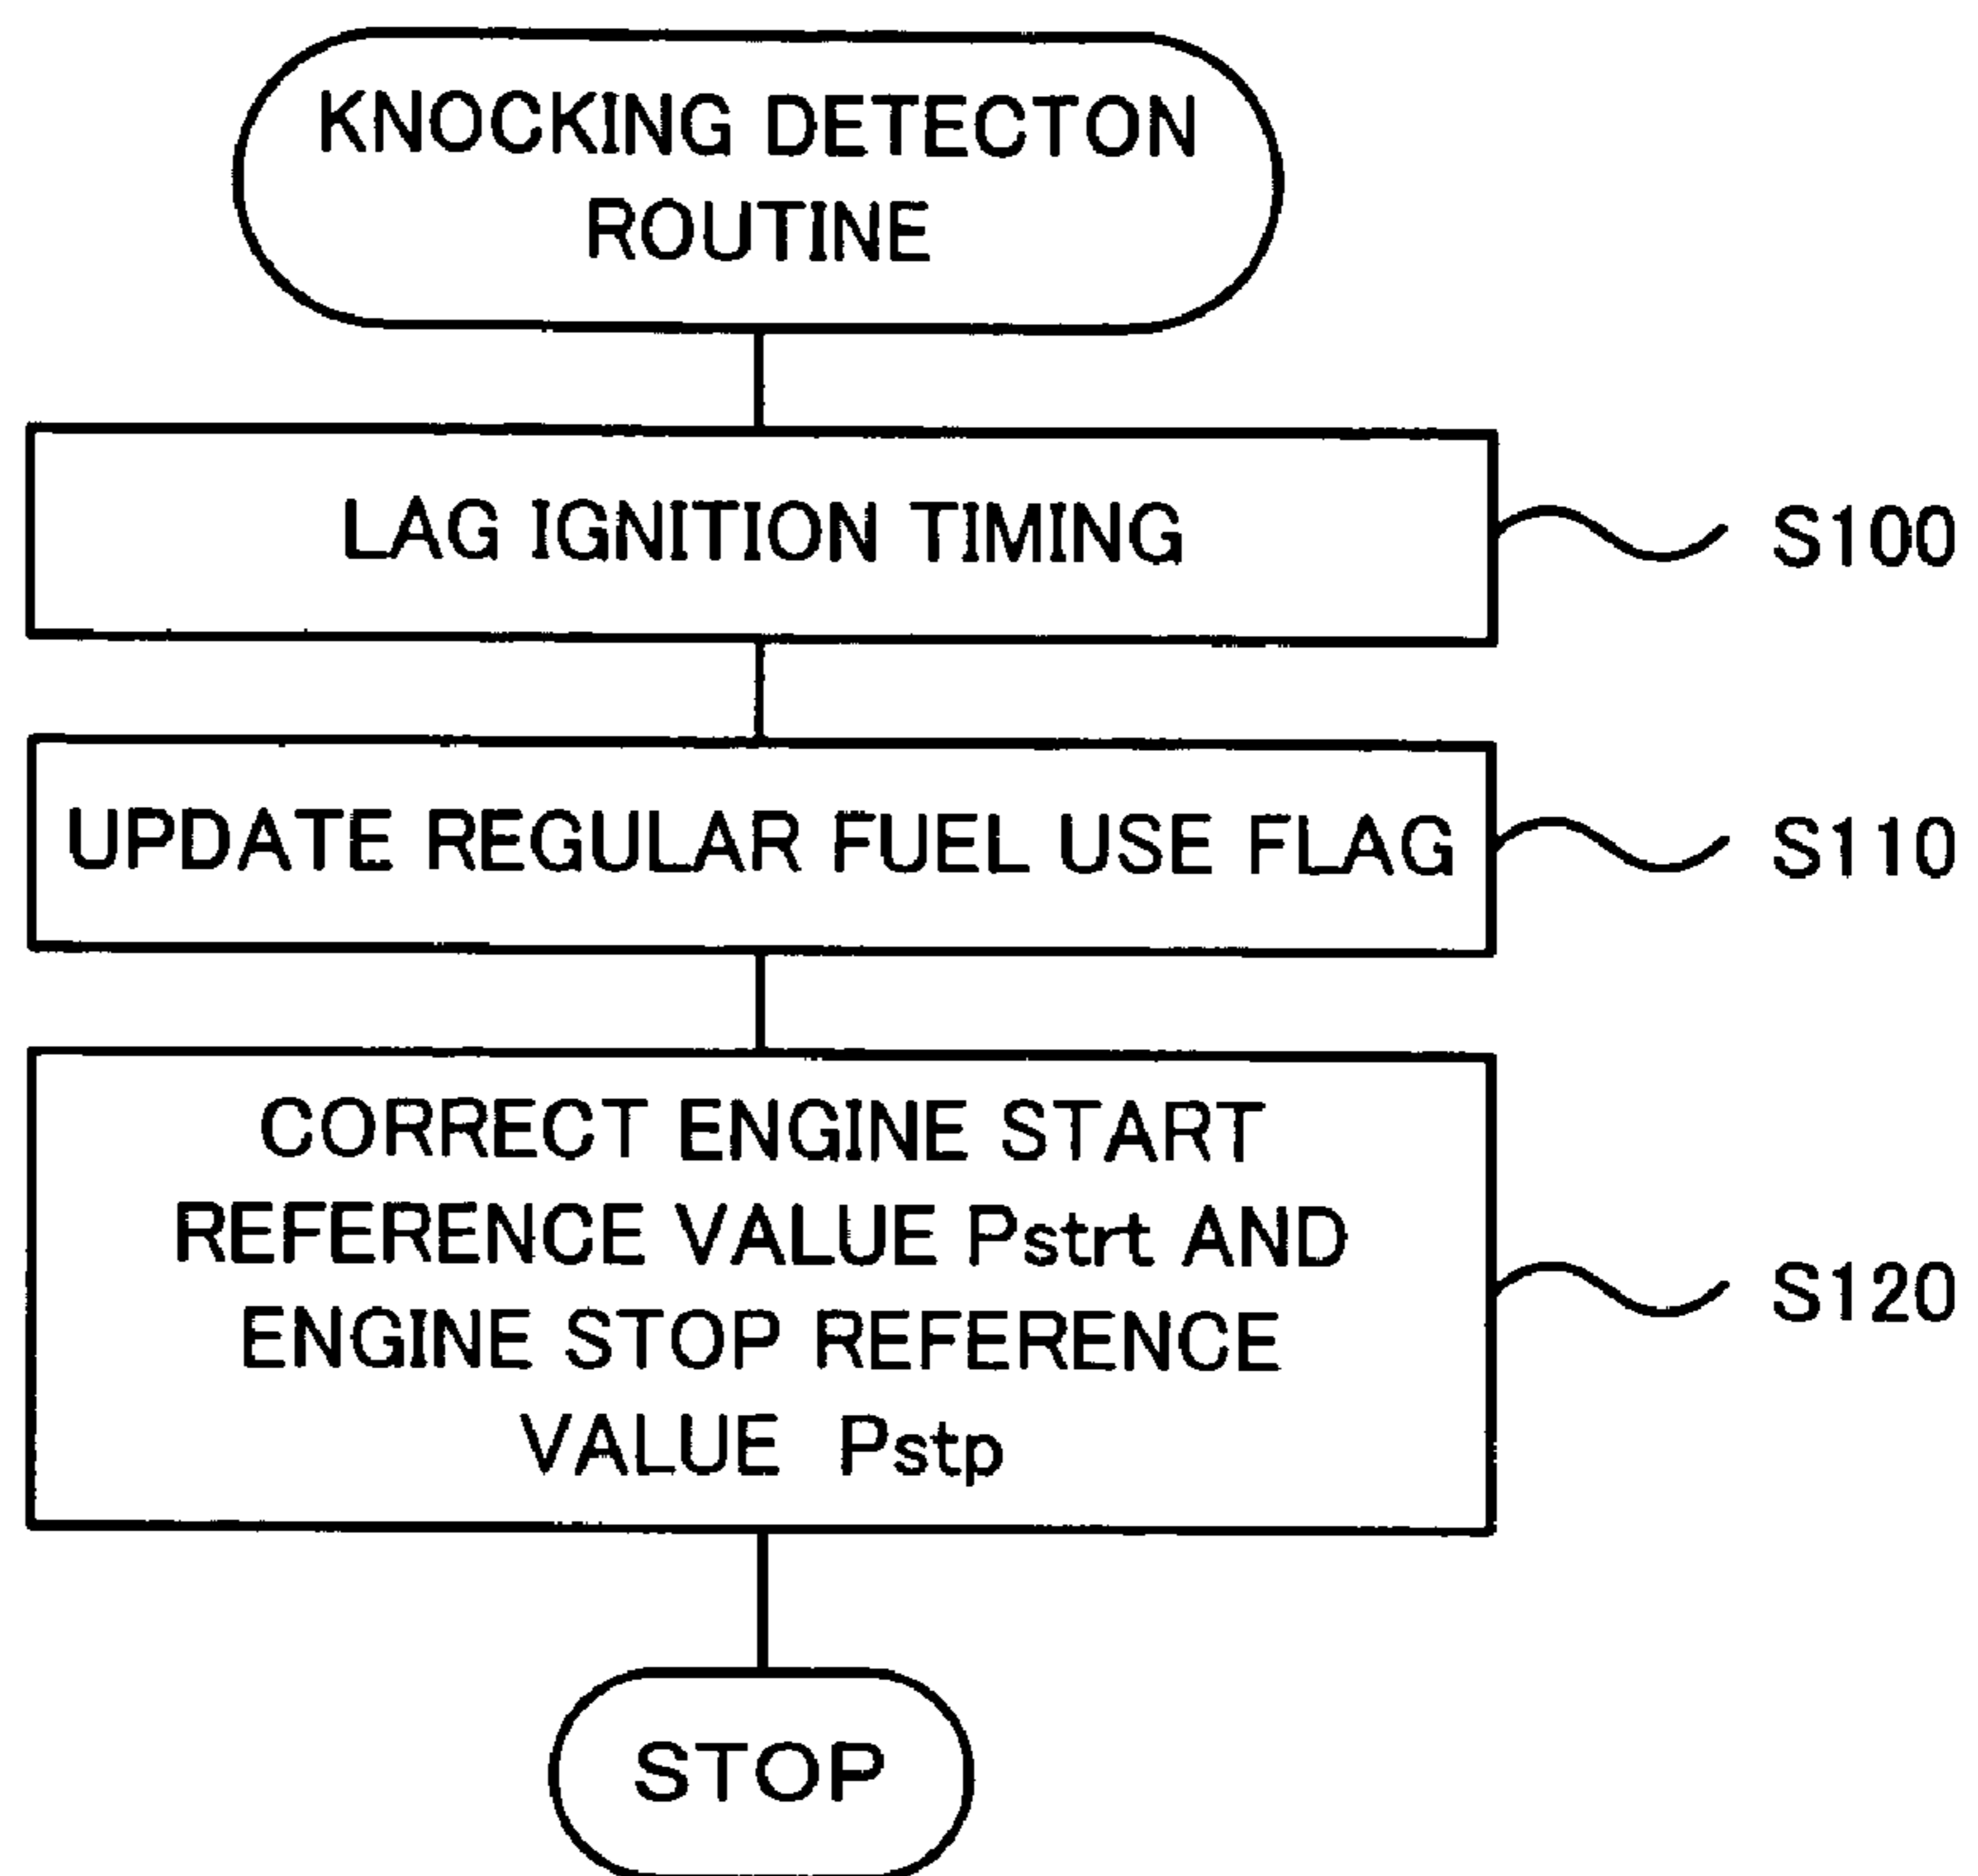 KNOCKING DETECTON
ROUTINE
LAG IGNITION TIMING
S100
UPDATE REGULAR FUEL USE FLAG
S110
CORRECT ENGINE START
REFERENCE VALUE Pstrt AND
ENGINE STOP REFERENCE
VALUE Pstp
S120
STOP